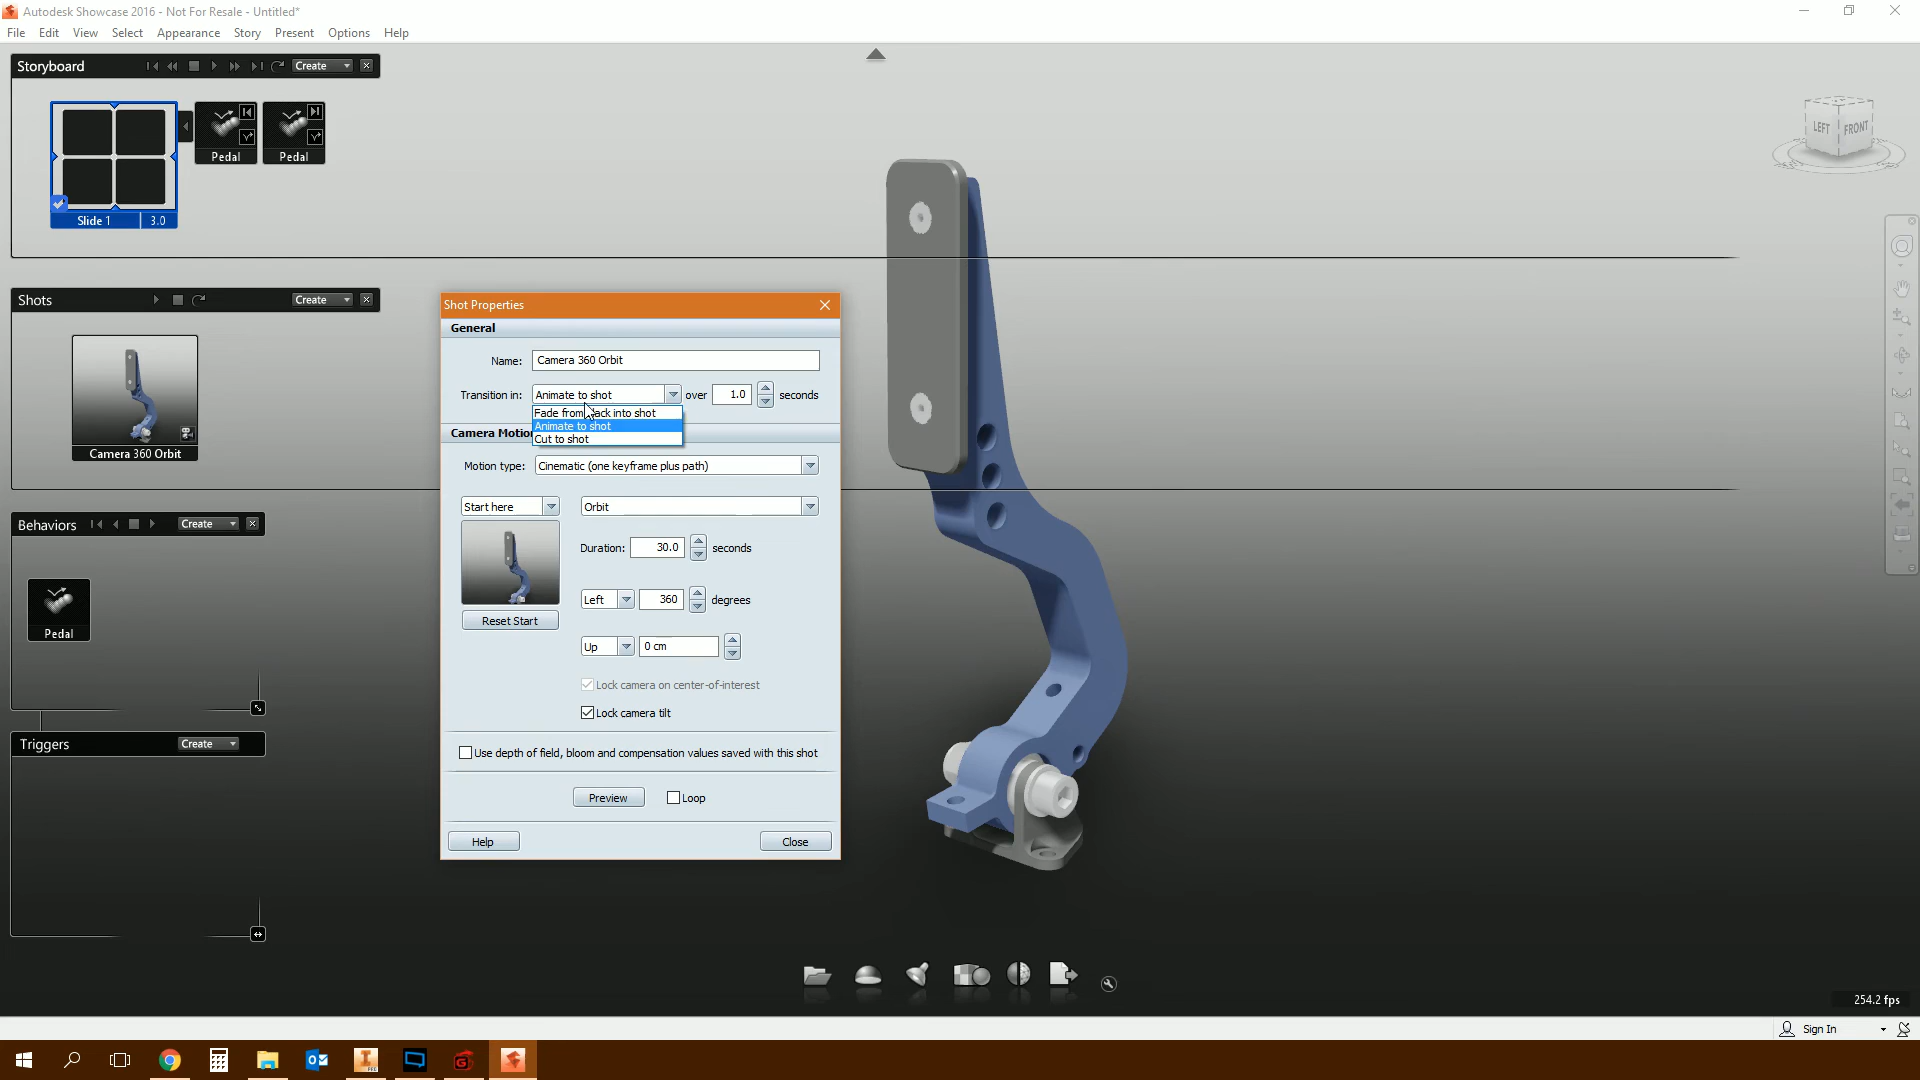 Autodesk Showcase 2016 - Not For Resale - Untitled*
File Edit View Select Appearance Story Present Options Help
Storyboard Create
Pedal Pedal
Slide 1 3.0
LEFT FRONT
Shots Create
Camera 360 Orbit
Behaviors Create
Pedal
Triggers Create
Shot Properties
General
Name: Camera 360 Orbit
Transition in: Animate to shot over 1.0 seconds
Fade from ack into shot
Animate to shot
Cut to shot
Camera Motion
Motion type: Cinematic (one keyframe plus path)
Start here Orbit
Duration: 30.0 seconds
Left 360 degrees
Reset Start
Up 0 cm
Lock camera on center-of-interest
Lock camera tilt
Use depth of field, bloom and compensation values saved with this shot
Preview Loop
Help Close
254.2 fps
Sign In